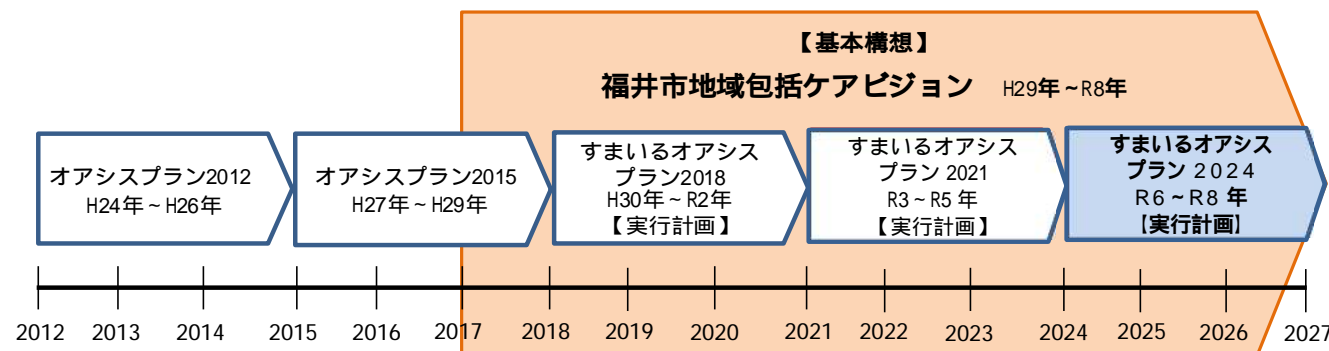 【基本構想】
福井市地域包括ケアビジョン H29年~R8年
オアシスプラン2012
H24年~H26年
オアシスプラン2015
H27年~H29年
すまいるオアシス
プラン2018
H30年~R2年
【実行計画】
すまいるオアシス
プラン 2021
R3~R5 年
【実行計画】
すまいるオアシス
プラン 2024
R6~R8 年
【実行計画】
2012 2013 2014 2015 2016 2017 2018 2019 2020 2021 2022 2023 2024 2025 2026 2027